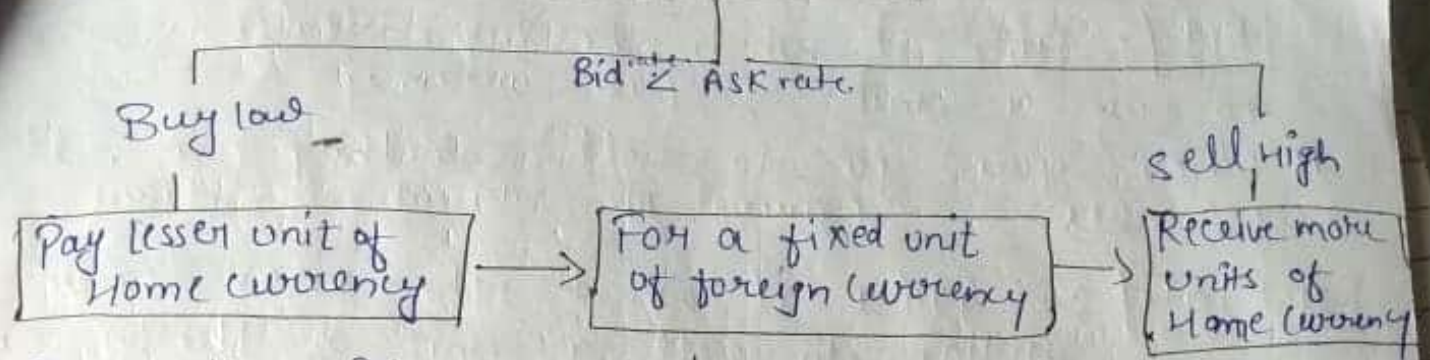 Bid rate < Ask rate.
Buy low
Sell High
Pay lesser unit of
Home currency
For a fixed unit
of foreign currency
Receive more
units of
Home Currency